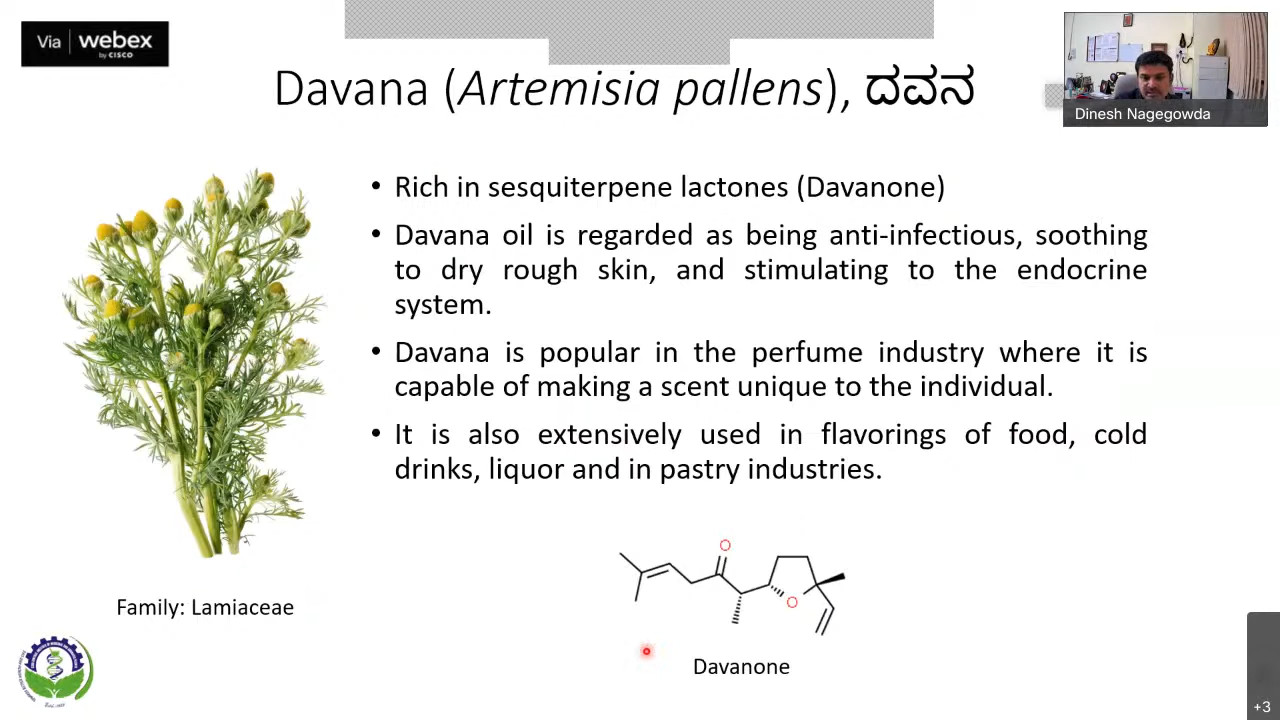 Via webex
by CISCO
Davana (Artemisia pallens), ದವನ
Dinesh Nagegowda
• Rich in sesquiterpene lactones (Davanone)
• Davana oil is regarded as being anti-infectious, soothing
to dry rough skin, and stimulating to the endocrine
system.
• Davana is popular in the perfume industry where it is
capable of making a scent unique to the individual.
• It is also extensively used in flavorings of food, cold
drinks, liquor and in pastry industries.
O
O
Family: Lamiaceae
Davanone
+3